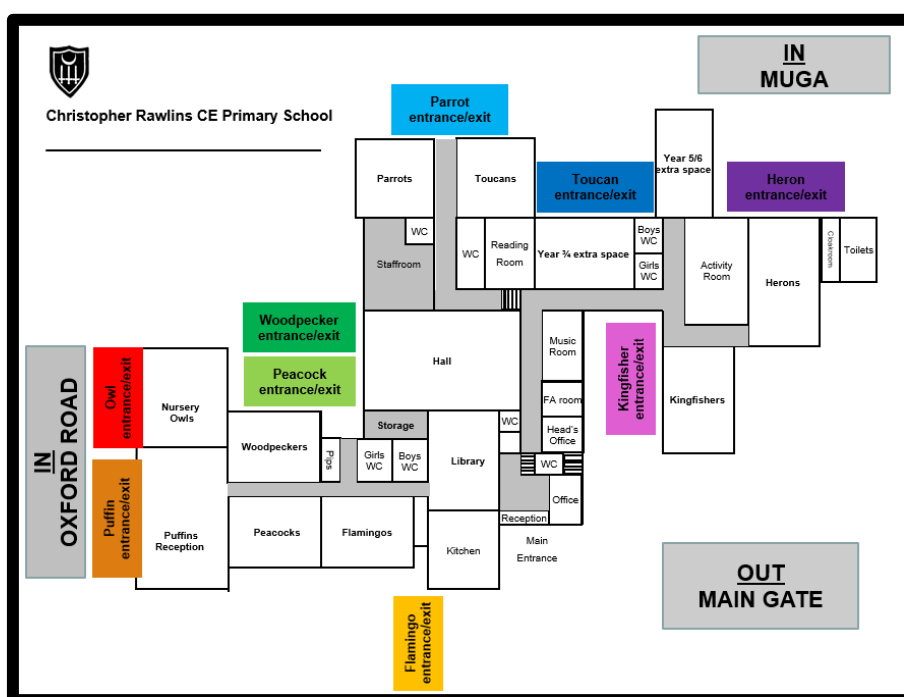 IN
MUGA
Christopher Rawlins CE Primary School
Parrot
entrance/exit
Parrots
Toucans
Toucan
entrance/exit
Year 5/6
extra space
Heron
entrance/exit
WC
Staffroom
WC
Reading
Room
Year ¾ extra space
Boys
WC
Girls
WC
Activity
Room
Herons
Cloakroom
Toilets
Woodpecker
entrance/exit
Peacock
entrance/exit
Hall
Music
Room
FA room
Head's
Office
Kingfisher
entrance/exit
Kingfishers
IN
OXFORD ROAD
Owl
entrance/exit
Nursery
Owls
Woodpeckers
Pips
Storage
Girls
WC
Boys
WC
Library
WC
WC
Office
Puffin
entrance/exit
Puffins
Reception
Peacocks
Flamingos
Kitchen
Reception
Main
Entrance
OUT
MAIN GATE
Flamingo
entrance/exit